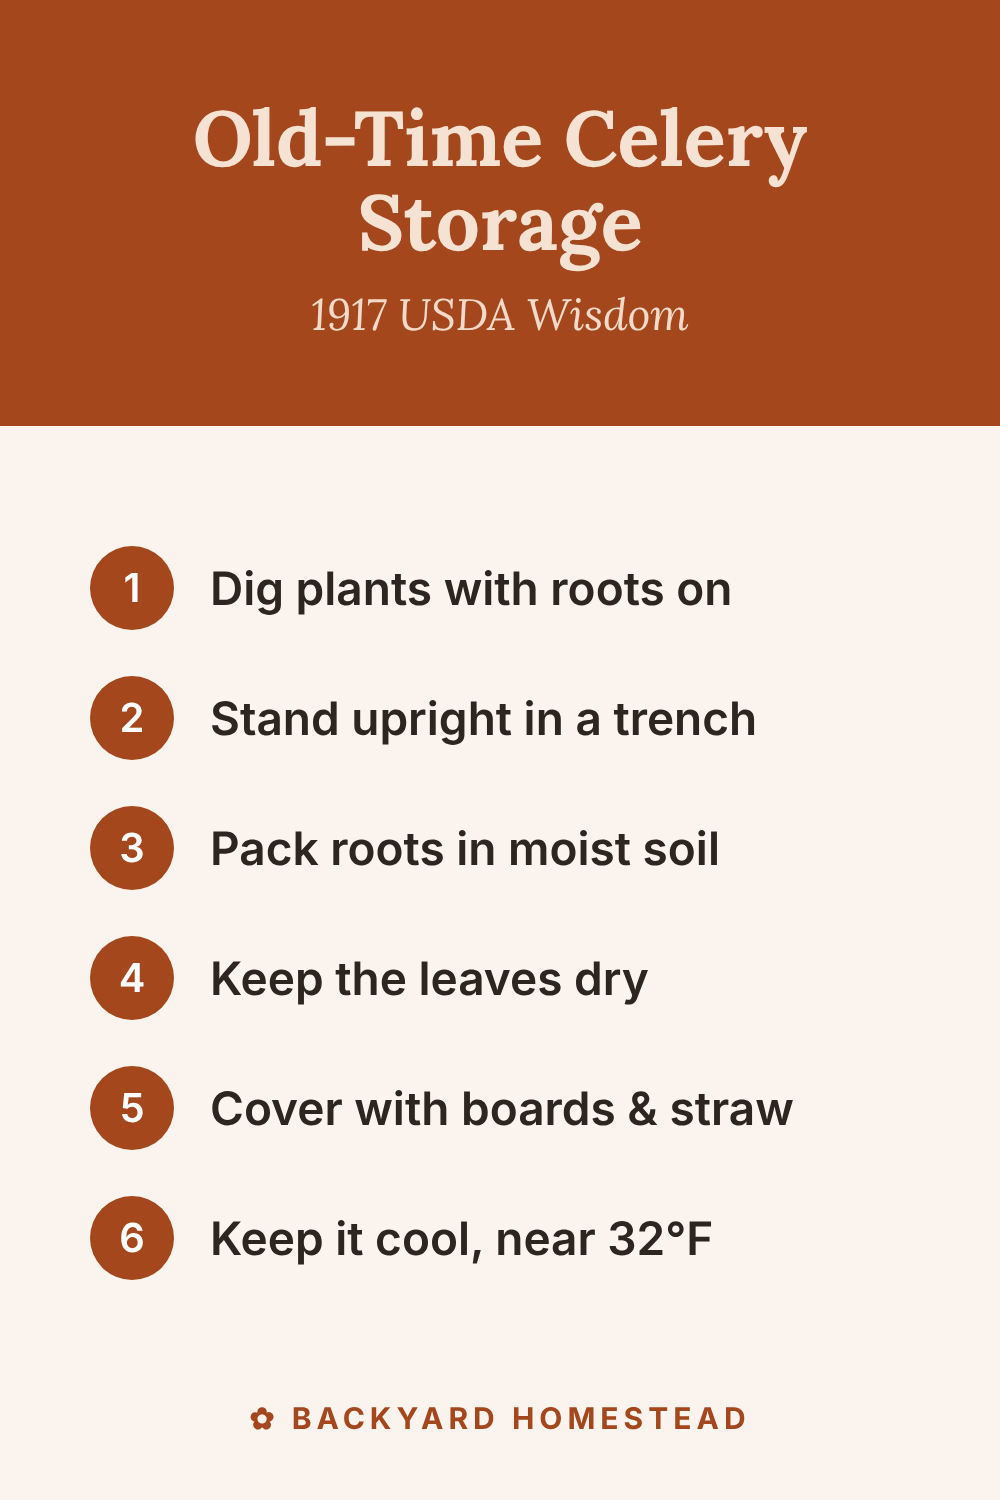 Old-Time Celery
Storage
1917 USDA Wisdom
1 Dig plants with roots on
2 Stand upright in a trench
3 Pack roots in moist soil
4 Keep the leaves dry
5 Cover with boards & straw
6 Keep it cool, near 32°F
✿ BACKYARD HOMESTEAD